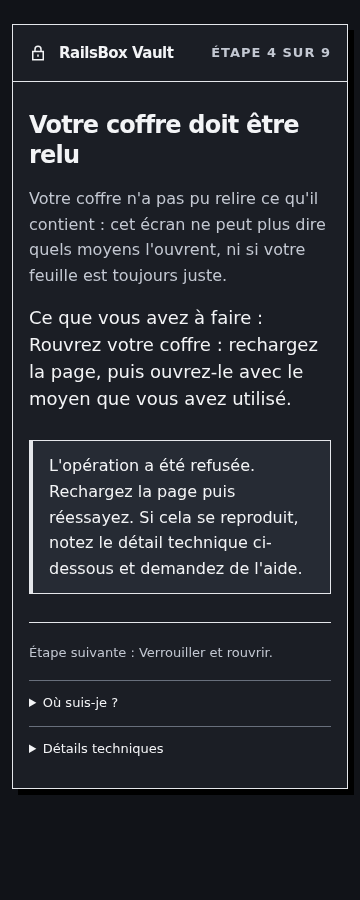 RailsBox Vault
ÉTAPE 4 SUR 9
Votre coffre doit être
relu
Votre coffre n'a pas pu relire ce qu'il
contient : cet écran ne peut plus dire
quels moyens l'ouvrent, ni si votre
feuille est toujours juste.
Ce que vous avez à faire :
Rouvrez votre coffre : rechargez
la page, puis ouvrez-le avec le
moyen que vous avez utilisé.
L'opération a été refusée.
Rechargez la page puis
réessayez. Si cela se reproduit,
notez le détail technique ci-
dessous et demandez de l'aide.
Étape suivante : Verrouiller et rouvrir.
Où suis-je ?
Détails techniques